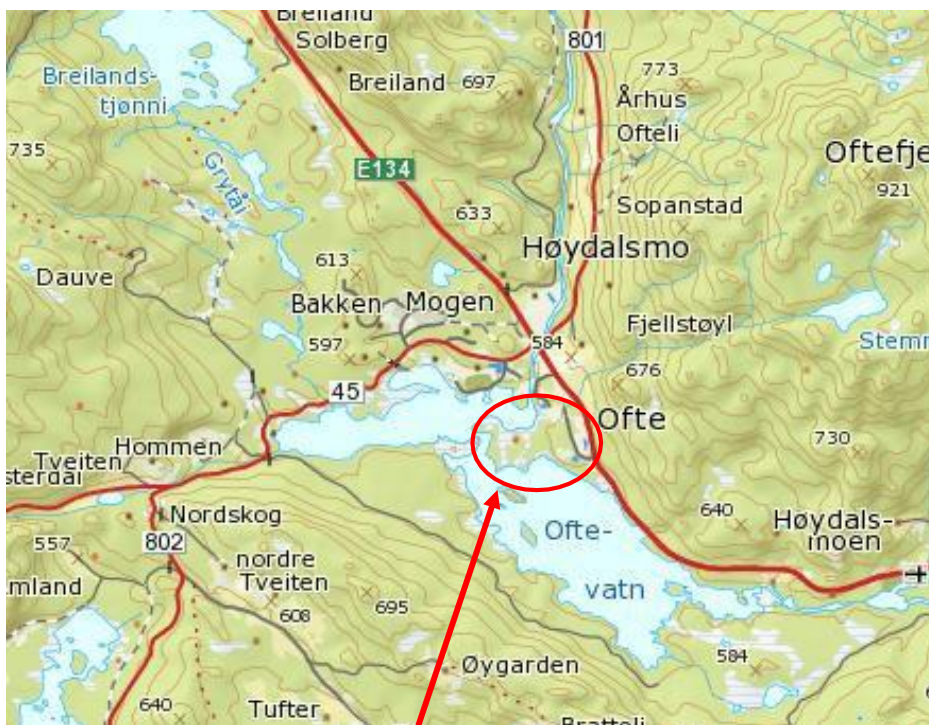 Breiland
Solberg
801
Breilands-
tjønni
Breiland 697
773
Århus
Ofteli
735
E134
Oftefje
921
Grytåi
633
Sopanstad
Høydalsmo
613
Dauve
Bakken
Mogen
Fjellstøyl
597
584
Stemm
676
45
Ofte
Hommen
Tveiten
730
sterdal
Nordskog
640
Høydals-
moen
Ofte-
557
802
nordre
Tveiten
vatn
mland
695
608
584
Øygarden
640
Tufter
Bratteli